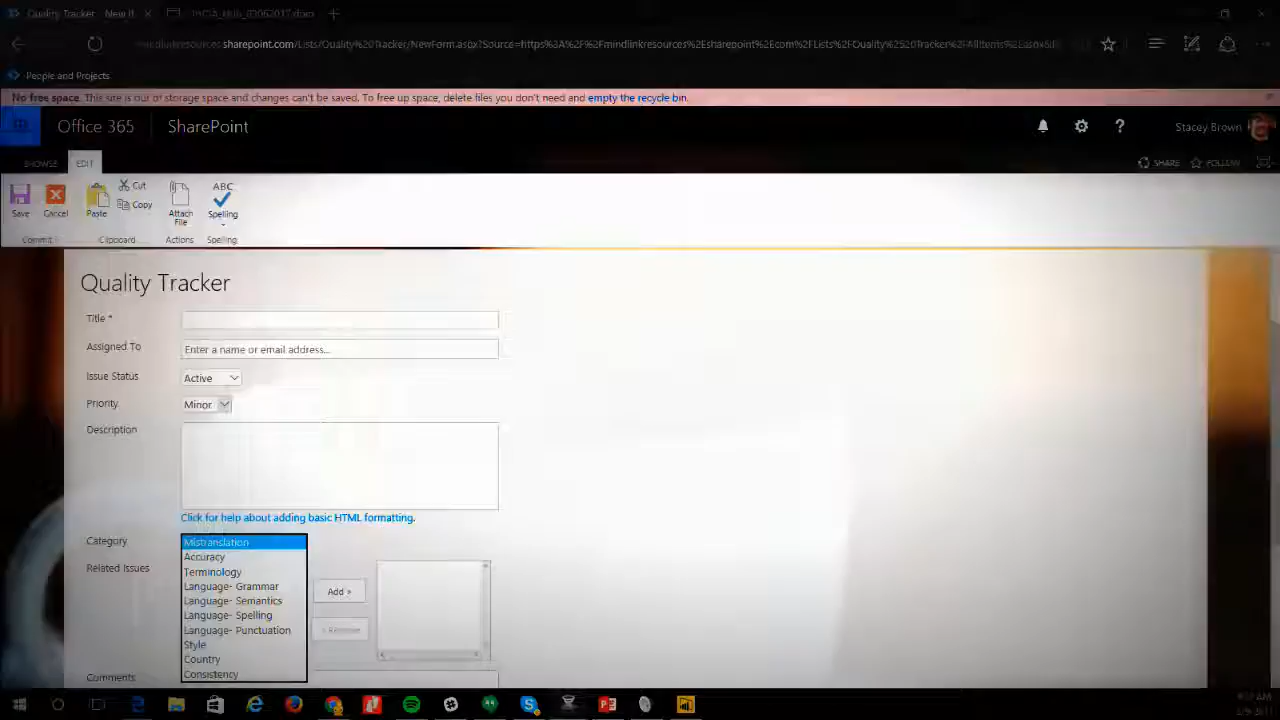 Quality Tracker - New It
THCIA_Hub_03062017.docx
mindlinkresources.sharepoint.com/Lists/Quality%20Tracker/NewForm.aspx?Source=https%3A%2F%2Fmindlinkresources%2Esharepoint%2Ecom%2FLists%2FQuality%2520Tracker%2FAllItems%2Easpx&
People and Projects
No free space. This site is out of storage space and changes can't be saved. To free up space, delete files you don't need and empty the recycle bin.
Office 365
SharePoint
Stacey Brown
BROWSE
EDIT
SHARE
FOLLOW
Save
Cancel
Paste
Cut
Copy
Attach
File
ABC
Spelling
Commit
Clipboard
Actions
Spelling
Quality Tracker
Title *
Assigned To
Enter a name or email address...
Issue Status
Active
Priority
Minor
Description
Click for help about adding basic HTML formatting.
Category
Mistranslation
Accuracy
Related Issues
Terminology
Language- Grammar
Add >
Language- Semantics
Language- Spelling
Language- Punctuation
< Remove
Style
Country
Consistency
Comments